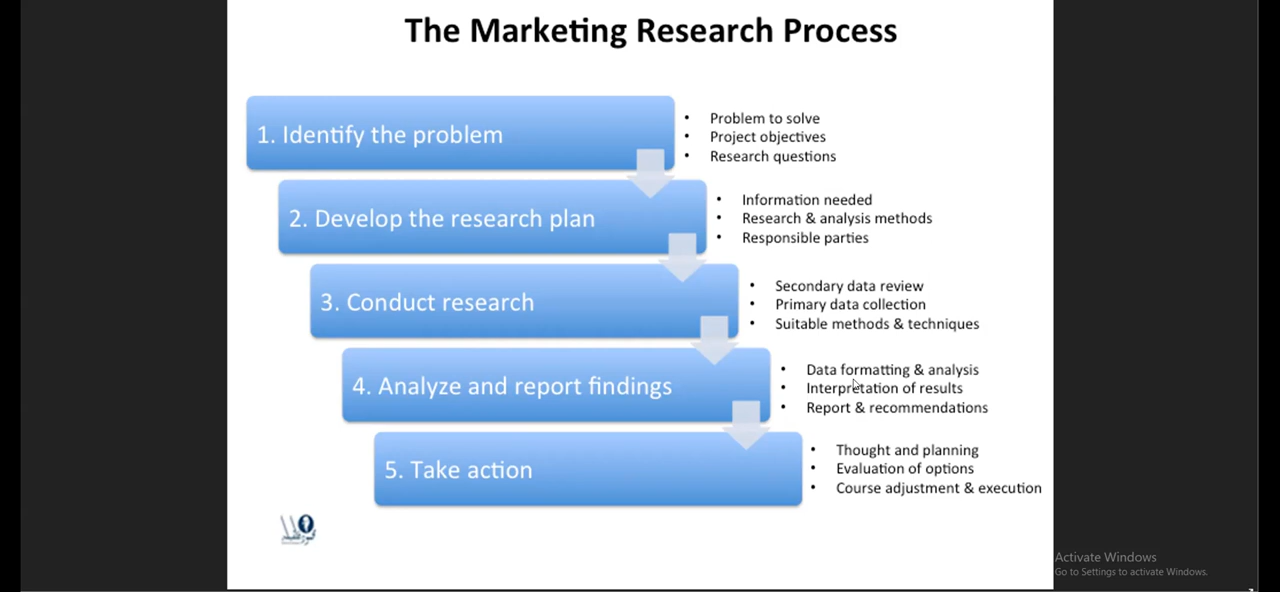 The Marketing Research Process
1. Identify the problem
• Problem to solve
• Project objectives
• Research questions
2. Develop the research plan
• Information needed
• Research & analysis methods
• Responsible parties
3. Conduct research
• Secondary data review
• Primary data collection
• Suitable methods & techniques
4. Analyze and report findings
• Data formatting & analysis
• Interpretation of results
• Report & recommendations
5. Take action
• Thought and planning
• Evaluation of options
• Course adjustment & execution
Activate Windows
Go to Settings to activate Windows.